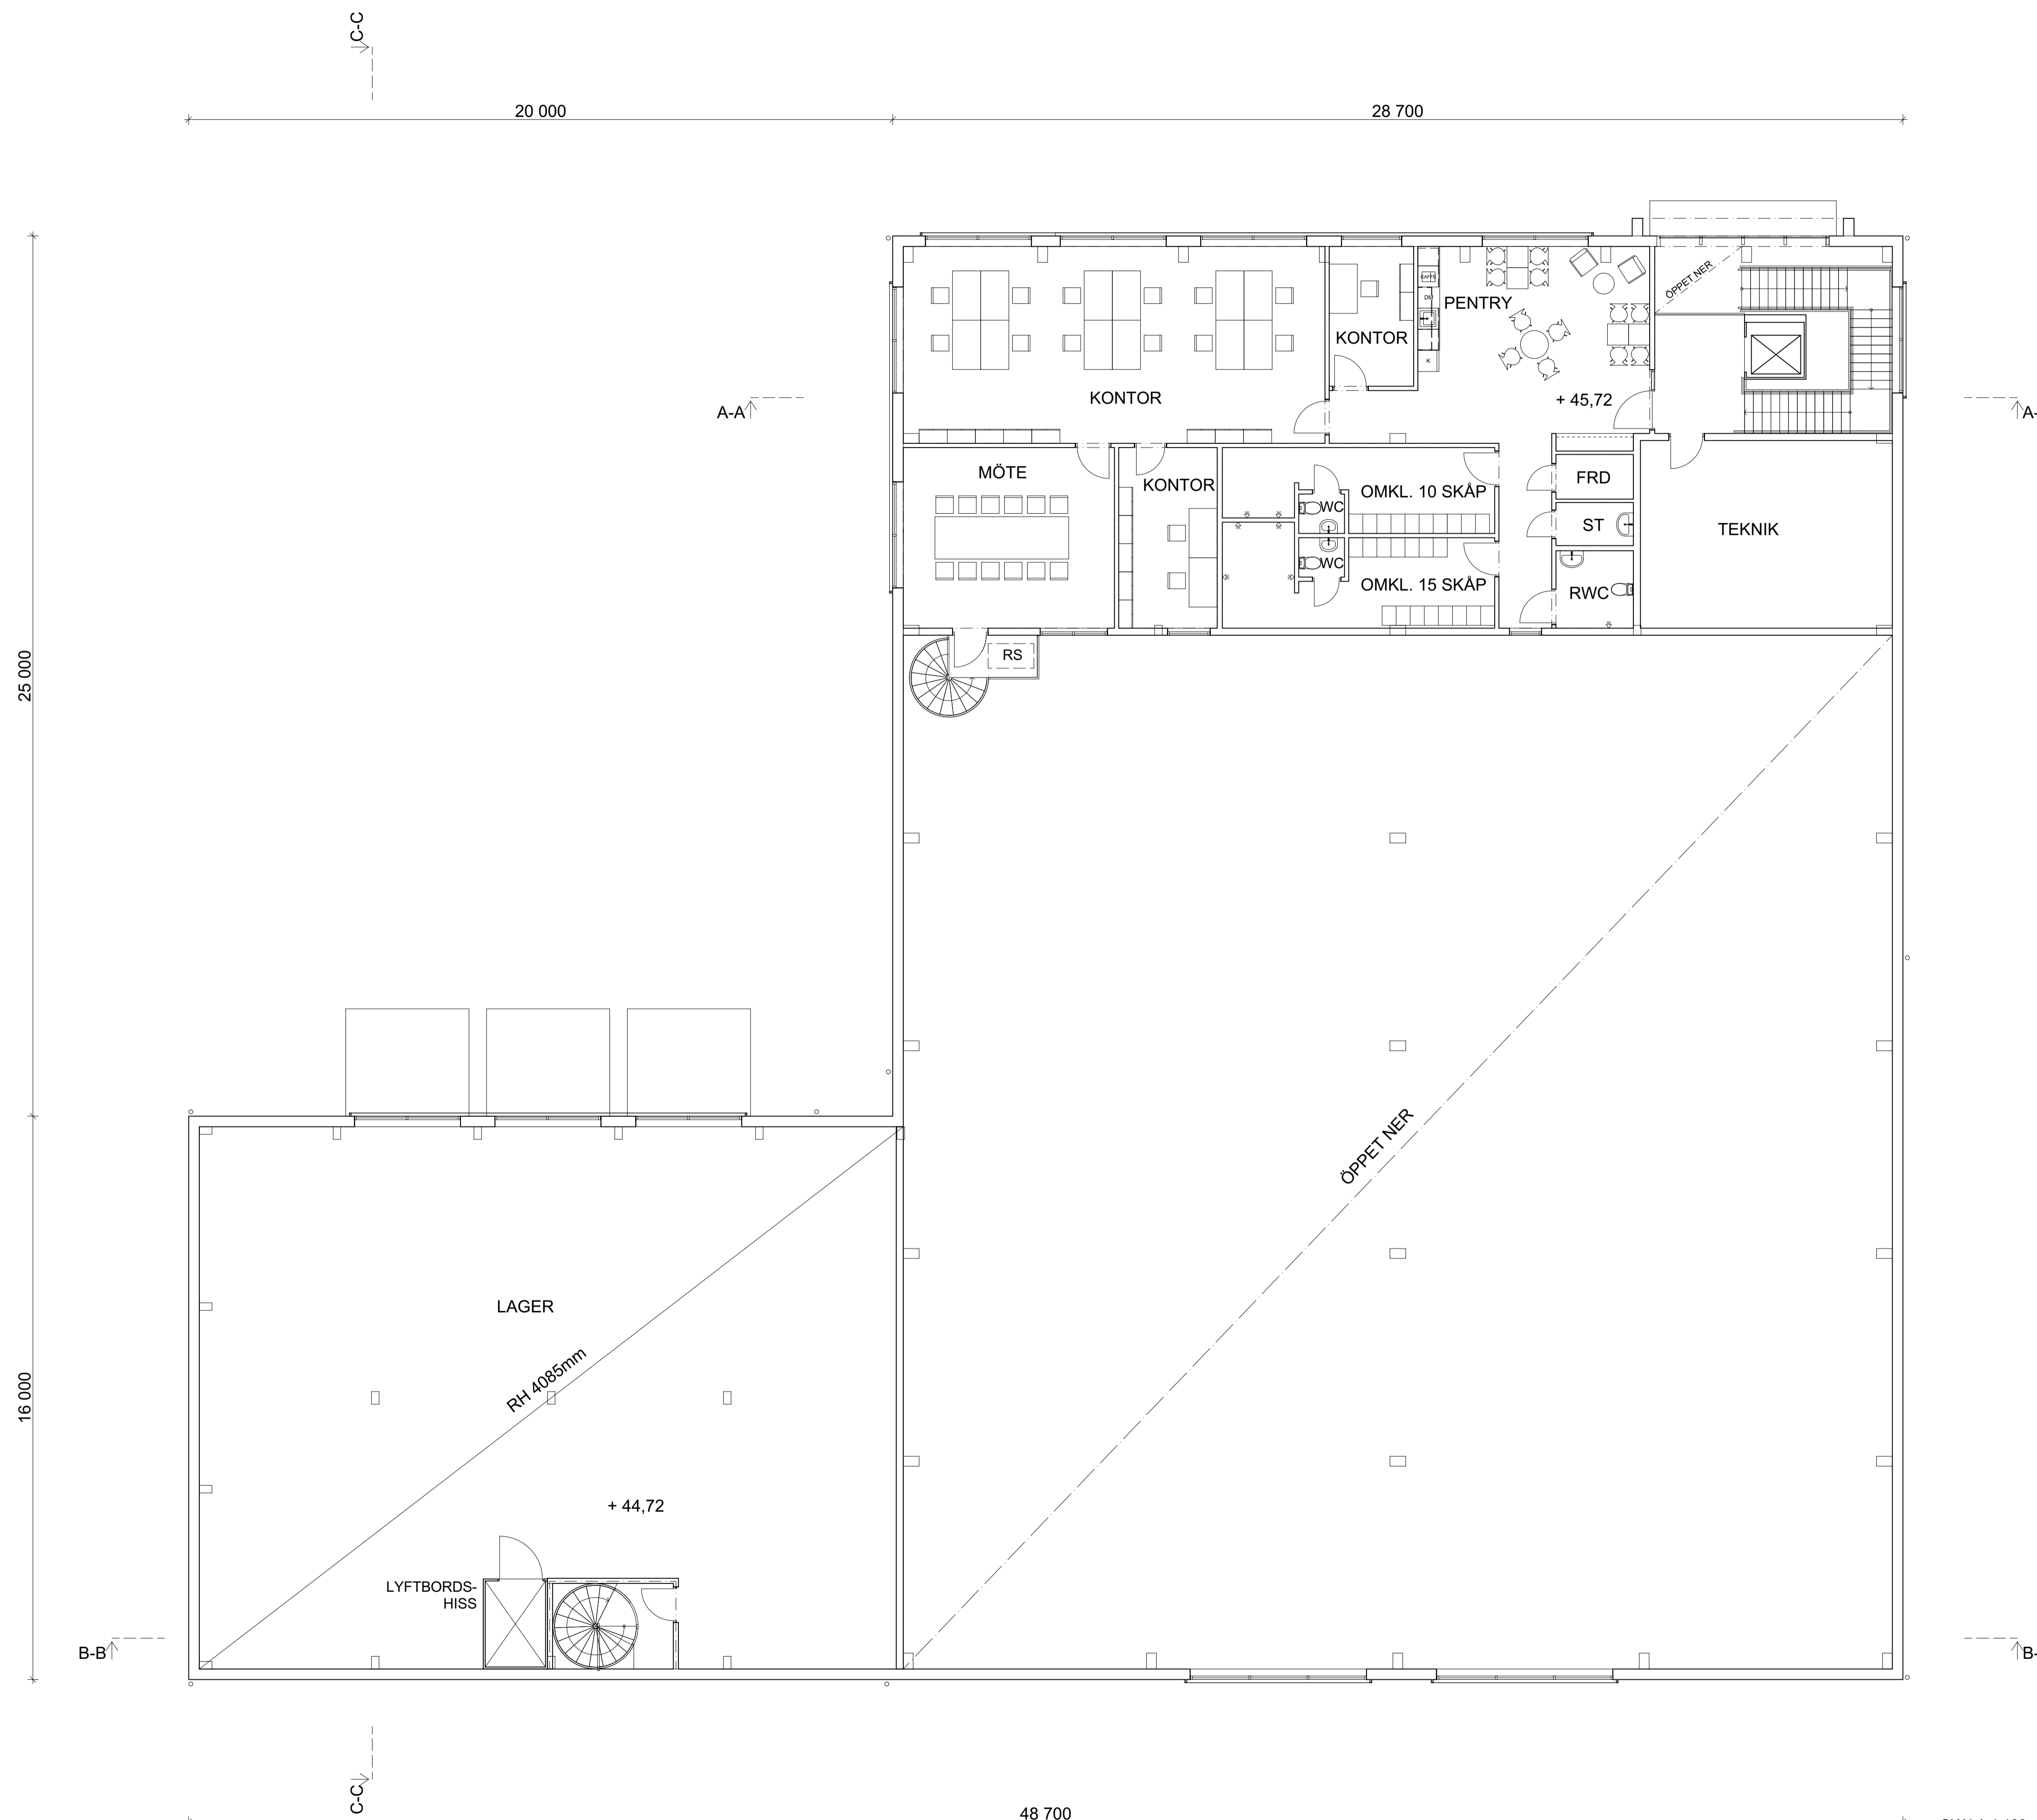 C-C
20 000
28 700
ÖPPET NER
KAFFE
DM
PENTRY
KONTOR
K
KONTOR
+ 45,72
A-A
A-
MÖTE
KONTOR
OMKL. 10 SKÅP
WC
FRD
ST
TEKNIK
WC
OMKL. 15 SKÅP
RWC
RS
25 000
ÖPPET NER
LAGER
RH 4085mm
16 000
+ 44,72
LYFTBORDS-
HISS
B-B
B-
C-C
48 700